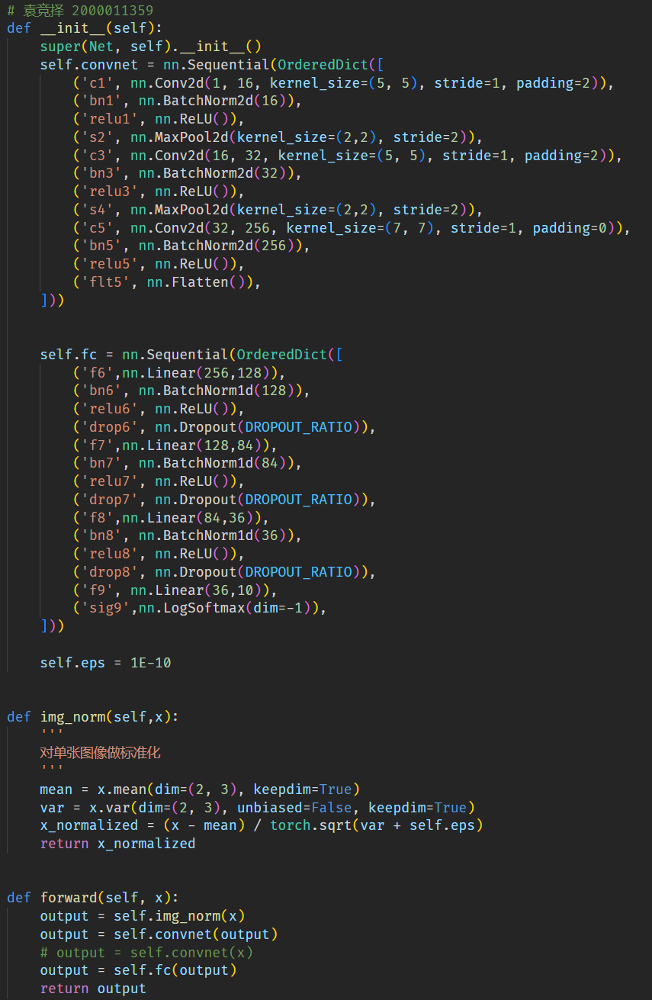 # 袁竞择 2000011359
def __init__(self):
    super(Net, self).__init__()
    self.convnet = nn.Sequential(OrderedDict([
        ('c1', nn.Conv2d(1, 16, kernel_size=(5, 5), stride=1, padding=2)),
        ('bn1', nn.BatchNorm2d(16)),
        ('relu1', nn.ReLU()),
        ('s2', nn.MaxPool2d(kernel_size=(2,2), stride=2)),
        ('c3', nn.Conv2d(16, 32, kernel_size=(5, 5), stride=1, padding=2)),
        ('bn3', nn.BatchNorm2d(32)),
        ('relu3', nn.ReLU()),
        ('s4', nn.MaxPool2d(kernel_size=(2,2), stride=2)),
        ('c5', nn.Conv2d(32, 256, kernel_size=(7, 7), stride=1, padding=0)),
        ('bn5', nn.BatchNorm2d(256)),
        ('relu5', nn.ReLU()),
        ('flt5', nn.Flatten()),
    ]))
    self.fc = nn.Sequential(OrderedDict([
        ('f6',nn.Linear(256,128)),
        ('bn6', nn.BatchNorm1d(128)),
        ('relu6', nn.ReLU()),
        ('drop6', nn.Dropout(DROPOUT_RATIO)),
        ('f7',nn.Linear(128,84)),
        ('bn7', nn.BatchNorm1d(84)),
        ('relu7', nn.ReLU()),
        ('drop7', nn.Dropout(DROPOUT_RATIO)),
        ('f8',nn.Linear(84,36)),
        ('bn8', nn.BatchNorm1d(36)),
        ('relu8', nn.ReLU()),
        ('drop8', nn.Dropout(DROPOUT_RATIO)),
        ('f9', nn.Linear(36,10)),
        ('sig9',nn.LogSoftmax(dim=-1)),
    ]))
    self.eps = 1E-10
def img_norm(self,x):
    '''
    对单张图像做标准化
    '''
    mean = x.mean(dim=(2, 3), keepdim=True)
    var = x.var(dim=(2, 3), unbiased=False, keepdim=True)
    x_normalized = (x - mean) / torch.sqrt(var + self.eps)
    return x_normalized
def forward(self, x):
    output = self.img_norm(x)
    output = self.convnet(output)
    # output = self.convnet(x)
    output = self.fc(output)
    return output